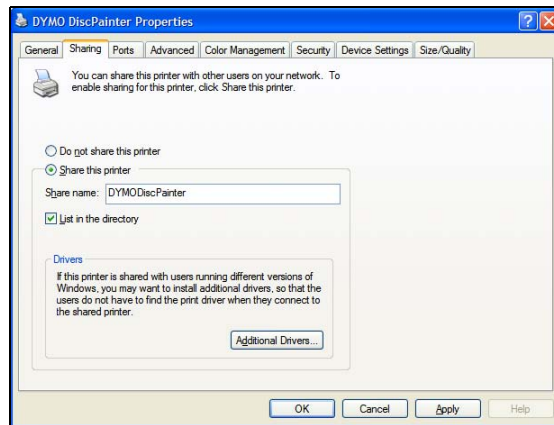 DYMO DiscPainter Properties
General Sharing Ports Advanced Color Management Security Device Settings Size/Quality
You can share this printer with other users on your network. To
enable sharing for this printer, click Share this printer.
Do not share this printer
Share this printer
Share name: DYMODiscPainter
List in the directory
Drivers
If this printer is shared with users running different versions of
Windows, you may want to install additional drivers, so that the
users do not have to find the print driver when they connect to
the shared printer.
Additional Drivers...
OK Cancel Apply Help